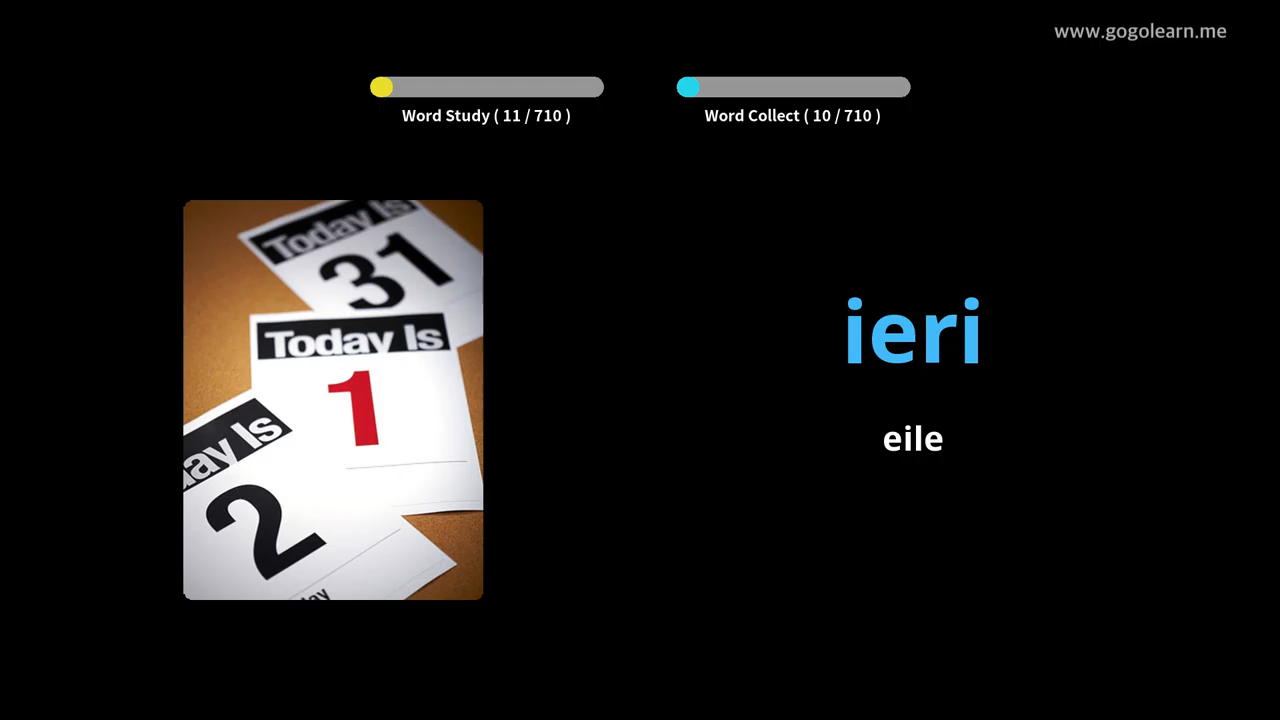 www.gogolearn.me
Word Study ( 11 / 710 )
Word Collect ( 10 / 710 )
Today Is
31
Today Is
1
ay Is
2
ay
ieri
eile